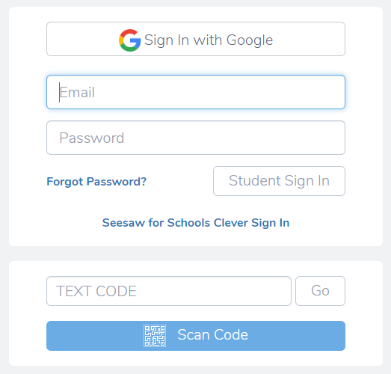 Sign In with Google
Email
Password
Forgot Password?
Student Sign In
Seesaw for Schools Clever Sign In
TEXT CODE
Go
Scan Code